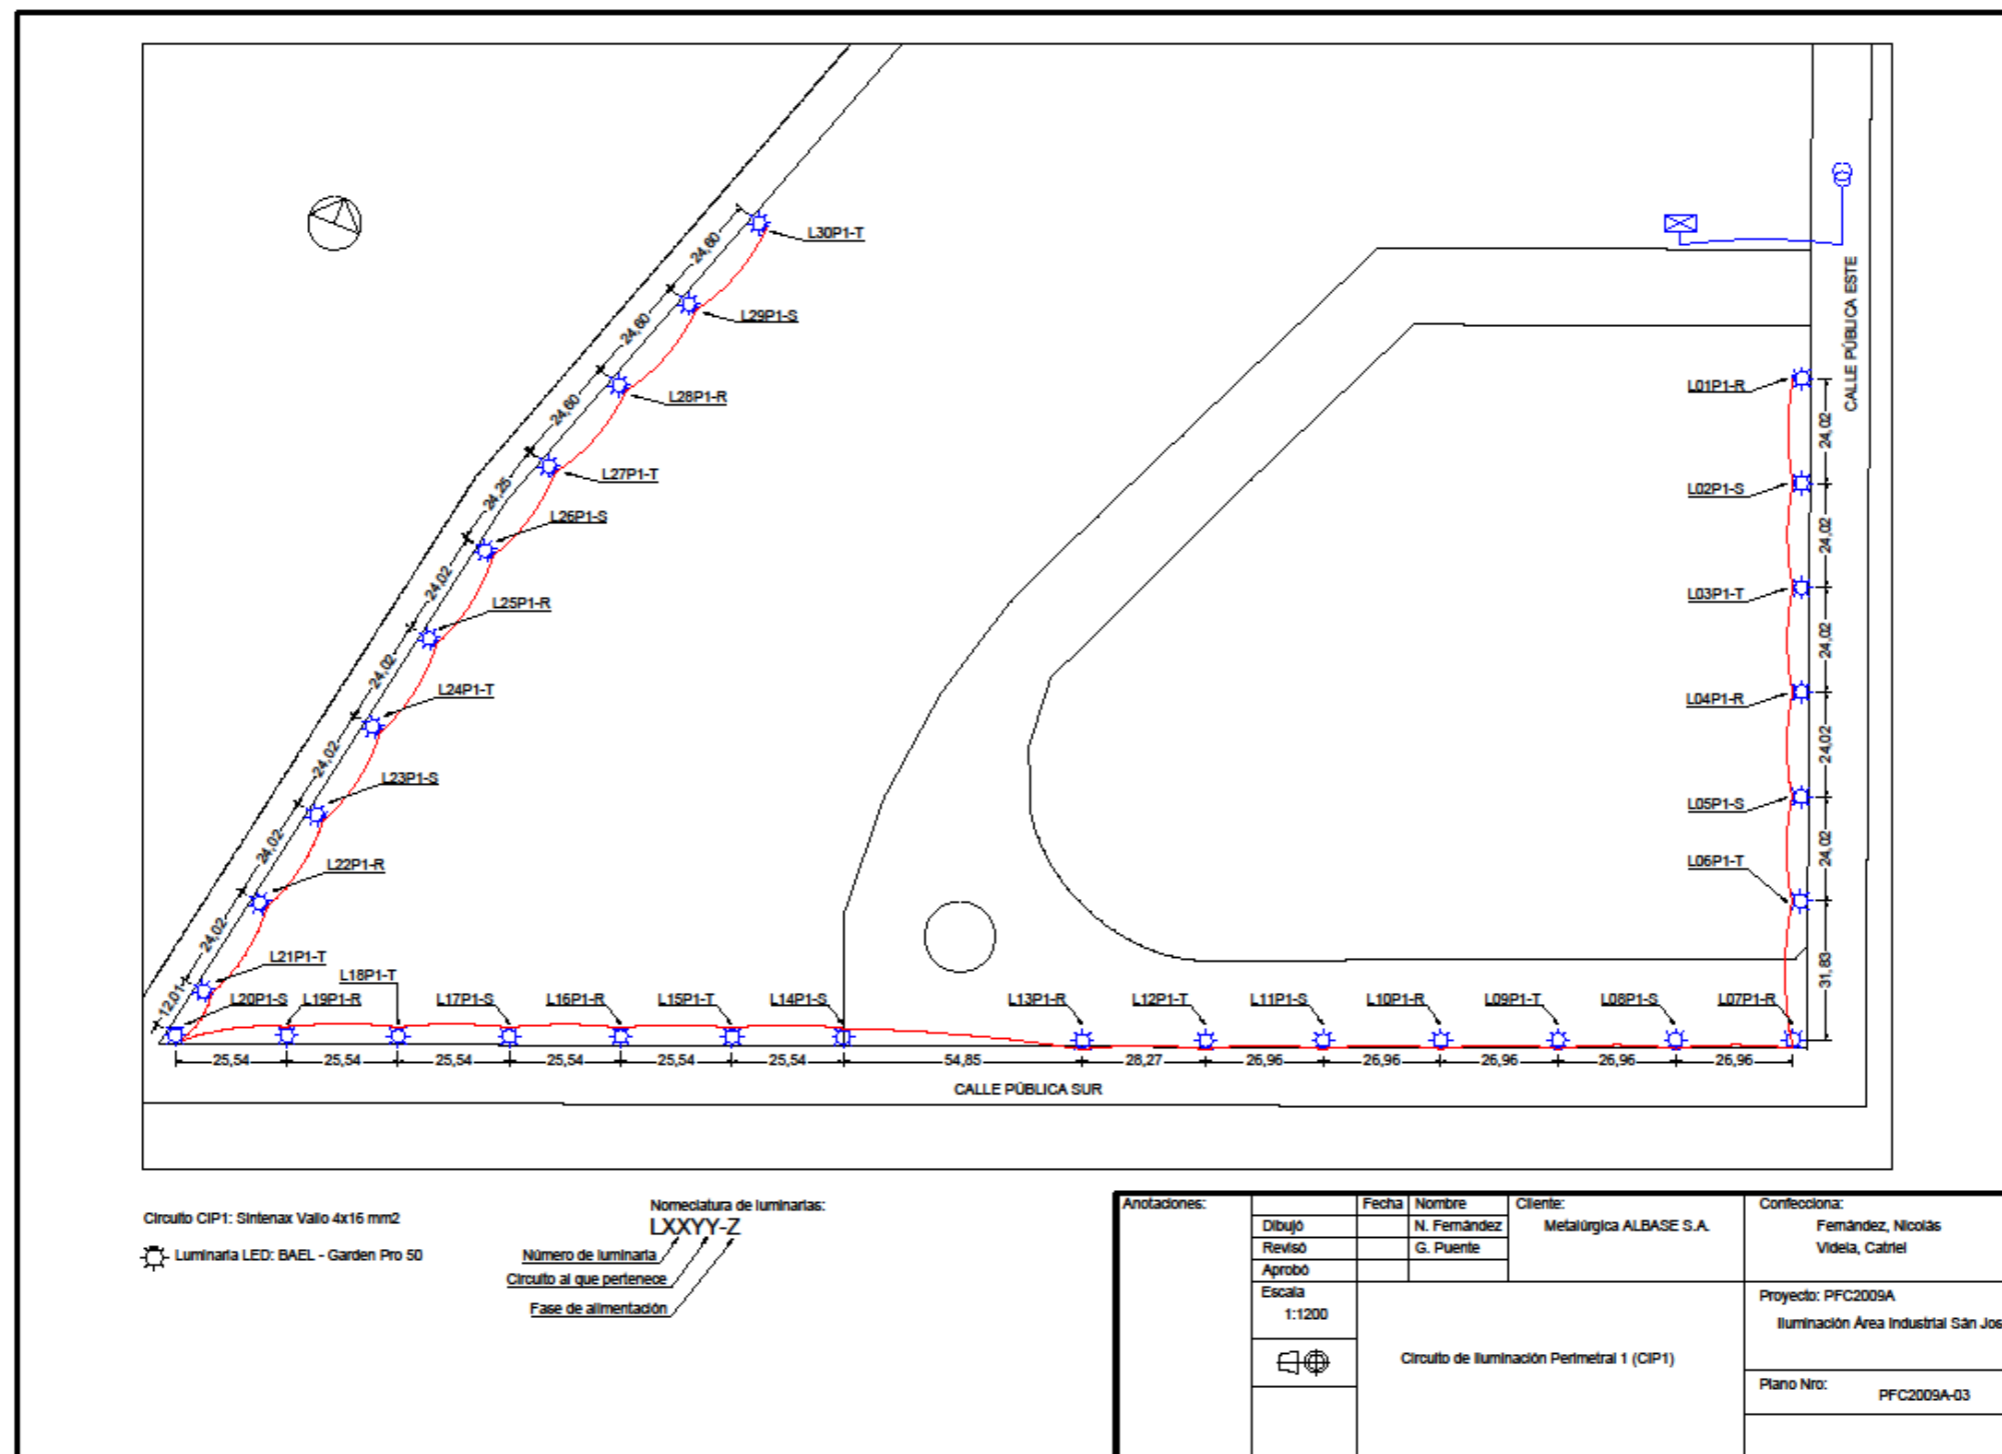 L30P1-T
24,60
L29P1-S
24,60
L28P1-R
24,60
L27P1-T
24,25
L26P1-S
24,02
L25P1-R
24,02
L24P1-T
24,02
L23P1-S
24,02
L22P1-R
24,02
L21P1-T
12,01
L20P1-S
L19P1-R
L18P1-T
L17P1-S
L16P1-R
L15P1-T
L14P1-S
L13P1-R
L12P1-T
L11P1-S
L10P1-R
L09P1-T
L08P1-S
L07P1-R
25,54
25,54
25,54
25,54
25,54
25,54
54,85
28,27
26,96
26,96
26,96
26,96
26,96
CALLE PÚBLICA SUR
CALLE PÚBLICA ESTE
L01P1-R
24,02
L02P1-S
24,02
L03P1-T
24,02
L04P1-R
24,02
L05P1-S
24,02
L06P1-T
31,83
Circuito CIP1: Sintenax Valio 4x16 mm2
Luminaria LED: BAEL - Garden Pro 50
Nomeclatura de luminarias:
LXXYY-Z
Número de luminaria
Circuito al que pertenece
Fase de alimentación
Anotaciones:
Fecha
Nombre
Dibujó
N. Fernández
Revisó
G. Puente
Aprobó
Cliente:
Metalúrgica ALBASE S.A.
Confecciona:
Fernández, Nicolás
Videla, Catriel
Escala
1:1200
Circuito de Iluminación Perimetral 1 (CIP1)
Proyecto: PFC2009A
Iluminación Área Industrial Sán Jos
Plano Nro:
PFC2009A-03